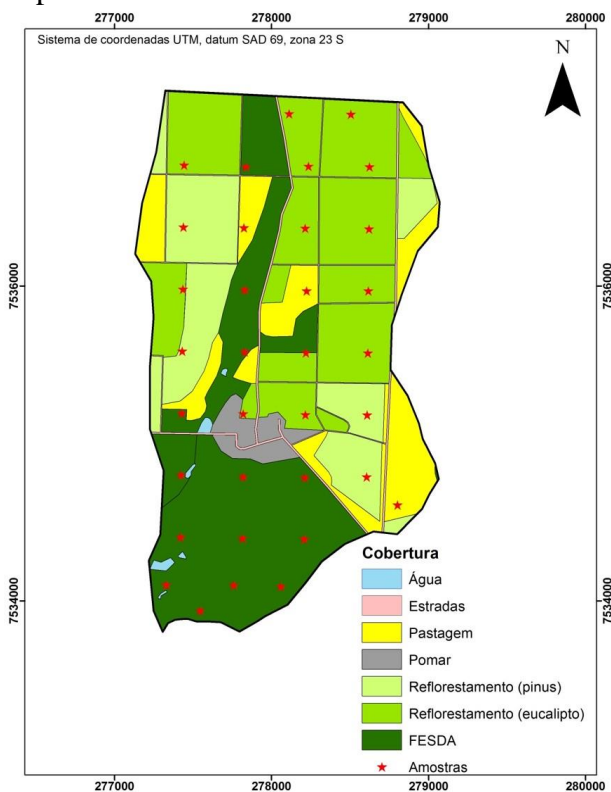 277000 278000 279000 280000
Sistema de coordenadas UTM, datum SAD 69, zona 23 S
N
7536000 7536000
7534000 7534000
Cobertura
Água
Estradas
Pastagem
Pomar
Reflorestamento (pinus)
Reflorestamento (eucalipto)
FESDA
Amostras
277000 278000 279000 280000